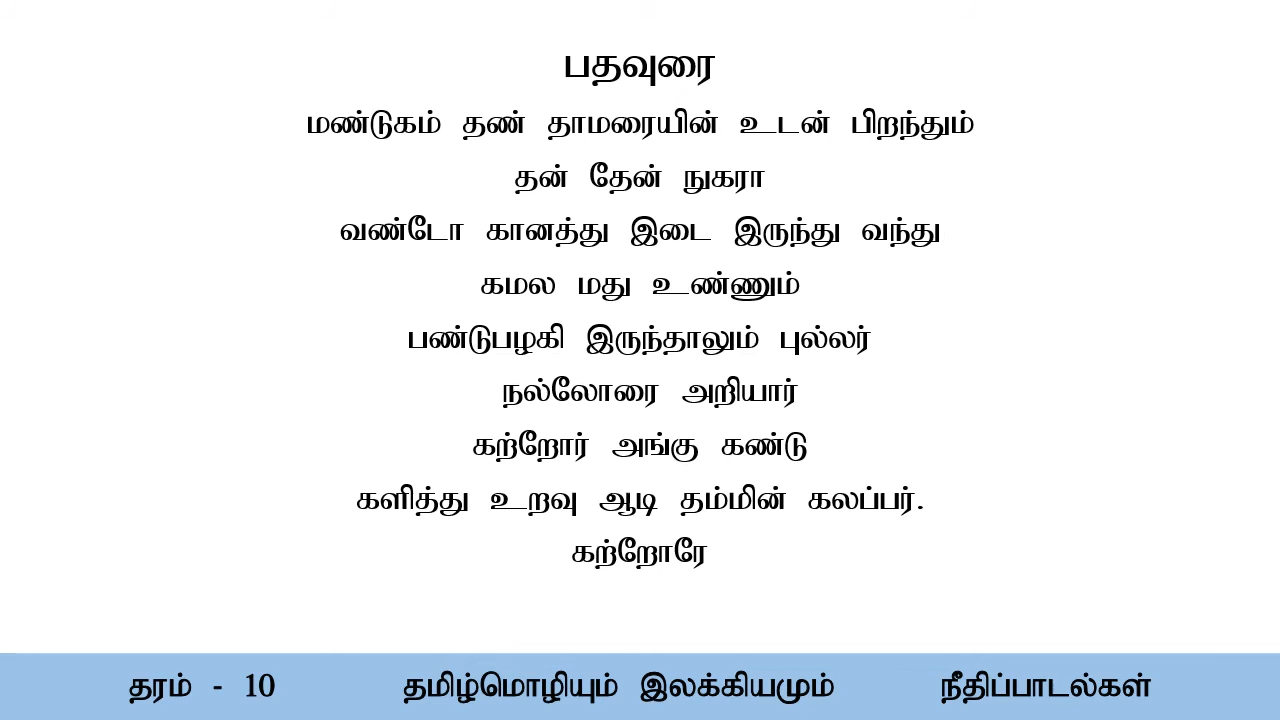 பதவுரை
மண்டுகம் தண் தாமரையின் உடன் பிறந்தும்
தன் தேன் நுகரா
வண்டோ கானத்து இடை இருந்து வந்து
கமல மது உண்ணும்
பண்டுபழகி இருந்தாலும் புல்லர்
நல்லோரை அறியார்
கற்றோர் அங்கு கண்டு
களித்து உறவு ஆடி தம்மின் கலப்பர்.
கற்றோரே
தரம் - 10 தமிழ்மொழியும் இலக்கியமும் நீதிப்பாடல்கள்